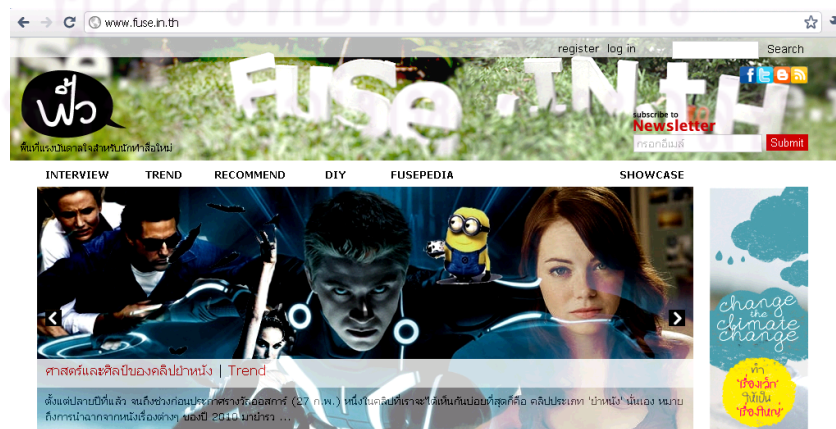 www.fuse.in.th
register log in
Search
Fuse.IN.tH
ฟิ้ว
subscribe to
Newsletter
กรอกอีเมล์ Submit
พื้นที่แรงบันดาลใจสำหรับนักทำสื่อใหม่
INTERVIEW TREND RECOMMEND DIY FUSEPEDIA SHOWCASE
change
the
climate
change
ทำ
'เรื่องเว็ก'
ให้เป็น
'เรื่องใหญ่'
ศาสตร์และศิลป์ของคลิปยำหนัง | Trend
ตั้งแต่ปลายปีที่แล้ว จนถึงช่วงก่อนประกาศรางวัลออสการ์ (27 ก.พ.) หนึ่งในคลิปที่เราจะได้เห็นกันบ่อยที่สุดก็คือ คลิปประเภท 'ยำหนัง' นั่นเอง หมาย
ถึงการนำฉากจากหนังเรื่องต่างๆ ของปี 2010 มายำรว ...